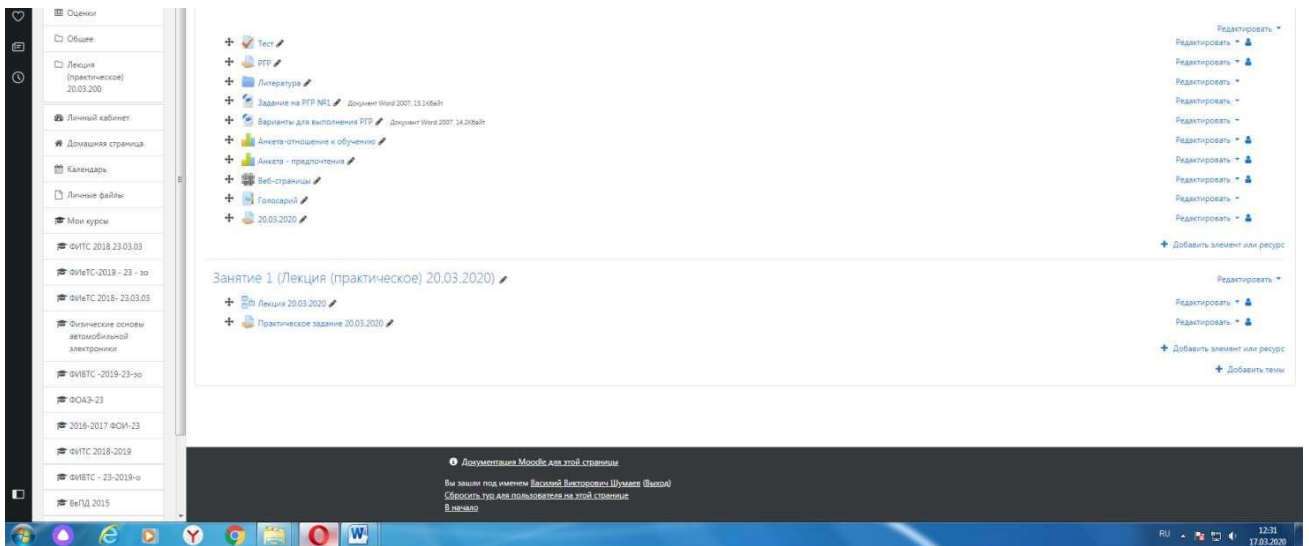 Оценки
Общее
Лекция
(практическое)
20.03.200
Личный кабинет
Домашняя страница
Календарь
Личные файлы
Мои курсы
ФИТС 2018 23.03.03
ФИвТС-2019 - 23 - зо
ФИвТС 2018- 23.03.03
Физические основы
автомобильной
электроники
ФИВТС -2019-23-зо
ФОАЭ-23
2016-2017 ФОИ-23
ФИТС 2018-2019
ФИВТС - 23-2019-о
ВвПД 2015
Редактировать
Тест Редактировать
РГР Редактировать
Литература Редактировать
Задание на РГР №1 Документ Word 2007, 15.1Кбайт Редактировать
Варианты для выполнения РГР Документ Word 2007, 14.2Кбайт Редактировать
Анкета-отношение к обучению Редактировать
Анкета - предпочтения Редактировать
Веб-страницы Редактировать
Голосарий Редактировать
20.03.2020 Редактировать
Добавить элемент или ресурс
Занятие 1 (Лекция (практическое) 20.03.2020) Редактировать
Лекция 20.03.2020 Редактировать
Практическое задание 20.03.2020 Редактировать
Добавить элемент или ресурс
Добавить темы
Документация Moodle для этой страницы
Вы зашли под именем Василий Викторович Шумаев (Выход)
Сбросить тур для пользователя на этой странице
В начало
RU 12:31
17.03.2020